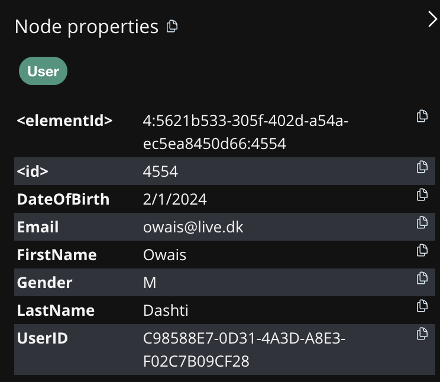 Node properties
User
<elementId> 4:5621b533-305f-402d-a54a-
ec5ea8450d66:4554
<id> 4554
DateOfBirth 2/1/2024
Email owais@live.dk
FirstName Owais
Gender M
LastName Dashti
UserID C98588E7-0D31-4A3D-A8E3-
F02C7B09CF28